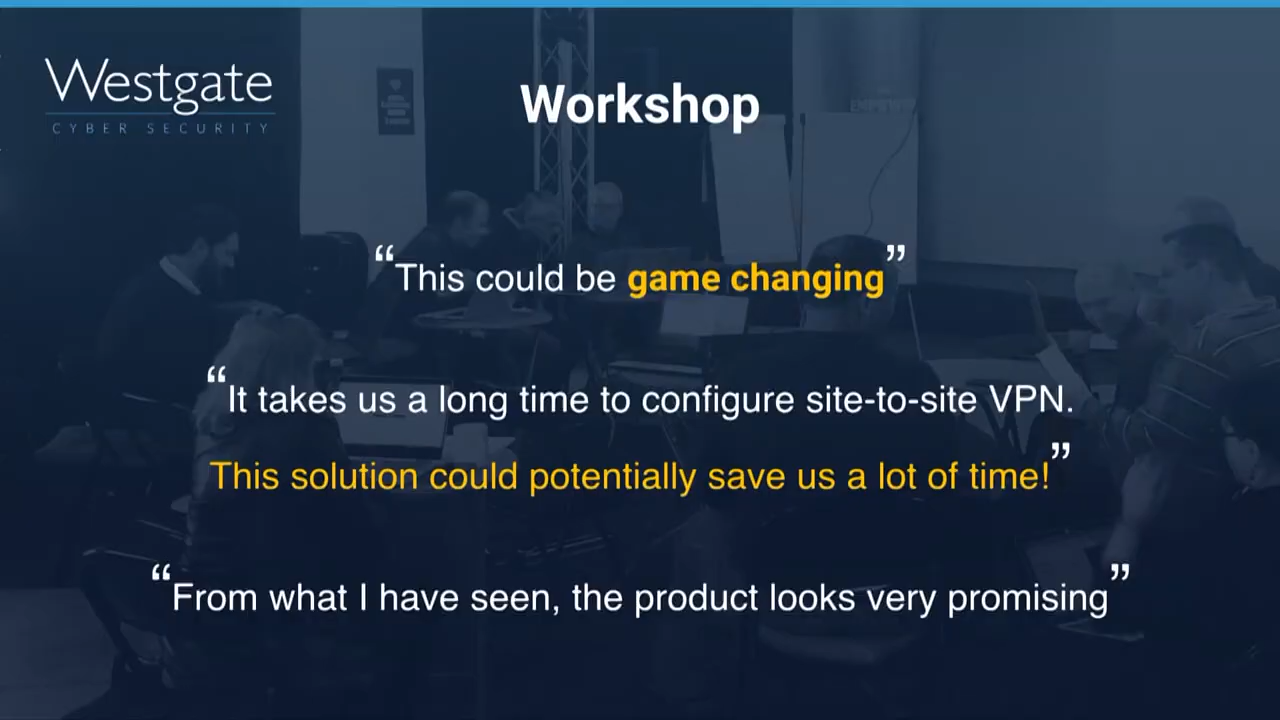 Westgate
CYBER SECURITY
Workshop
“This could be game changing”
“It takes us a long time to configure site-to-site VPN.
This solution could potentially save us a lot of time!”
“From what I have seen, the product looks very promising”